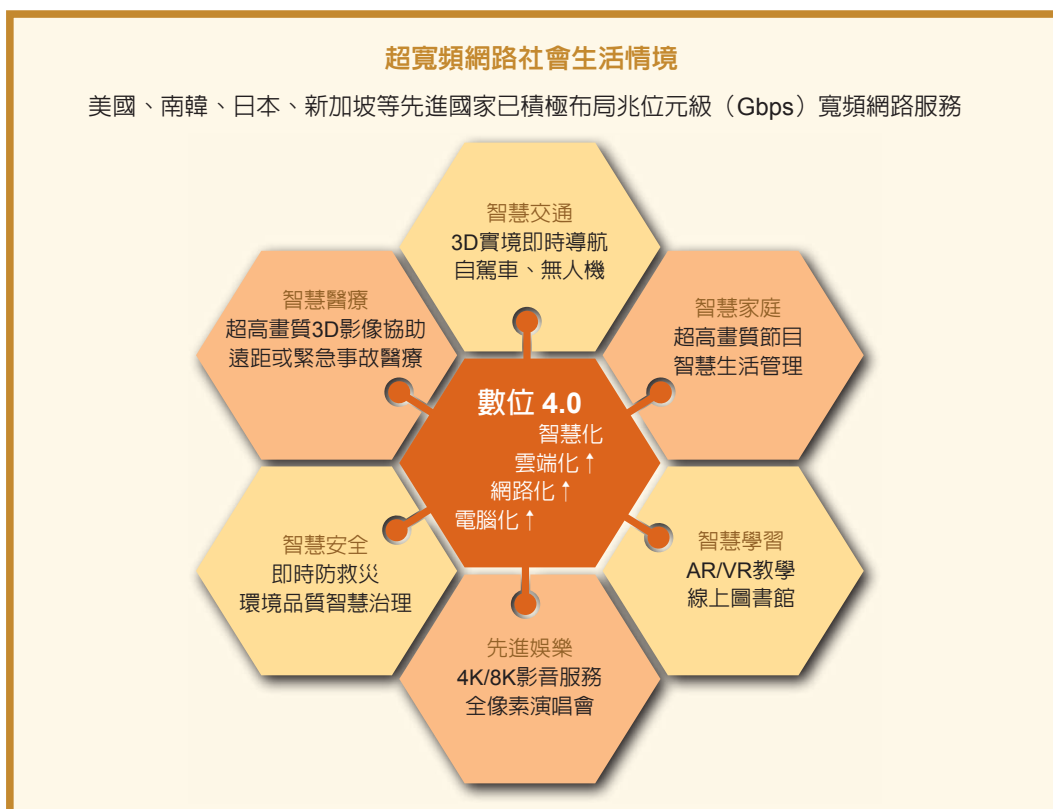 超寬頻網路社會生活情境
美國、南韓、日本、新加坡等先進國家已積極布局兆位元級（Gbps）寬頻網路服務
智慧交通
3D實境即時導航
自駕車、無人機
智慧醫療
超高畫質3D影像協助
遠距或緊急事故醫療
智慧家庭
超高畫質節目
智慧生活管理
數位 4.0
智慧化
雲端化↑
網路化↑
電腦化↑
智慧安全
即時防救災
環境品質智慧治理
智慧學習
AR/VR教學
線上圖書館
先進娛樂
4K/8K影音服務
全像素演唱會